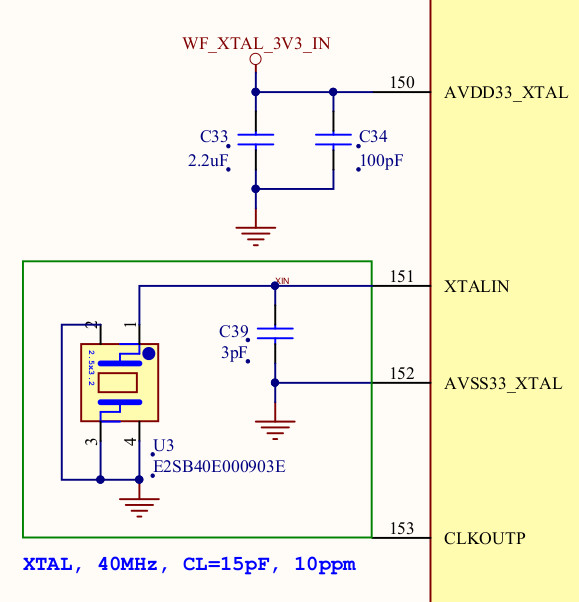 WF_XTAL_3V3_IN
150
AVDD33_XTAL
C33
2.2uF
C34
100pF
151
XTALIN
XIN
C39
3pF
152
AVSS33_XTAL
2
1
2.5x3.2
3
4
U3
E2SB40E000903E
153
CLKOUTP
XTAL, 40MHz, CL=15pF, 10ppm